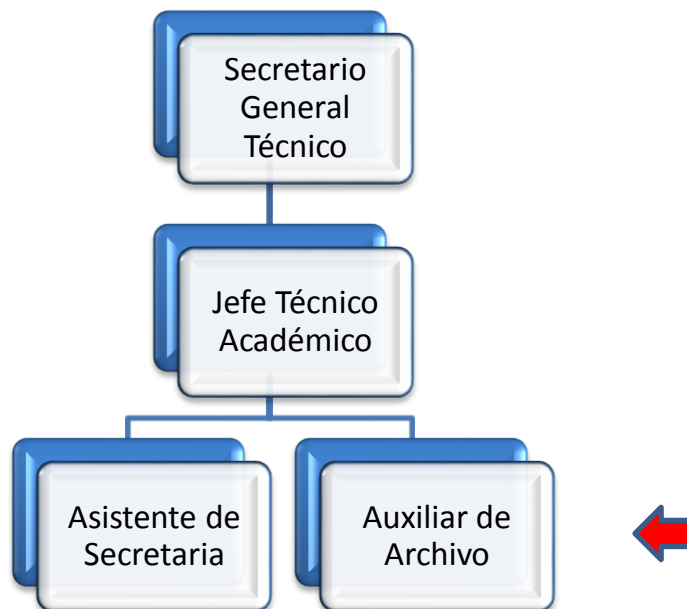 Secretario
General
Técnico
Jefe Técnico
Académico
Asistente de
Secretaria
Auxiliar de
Archivo